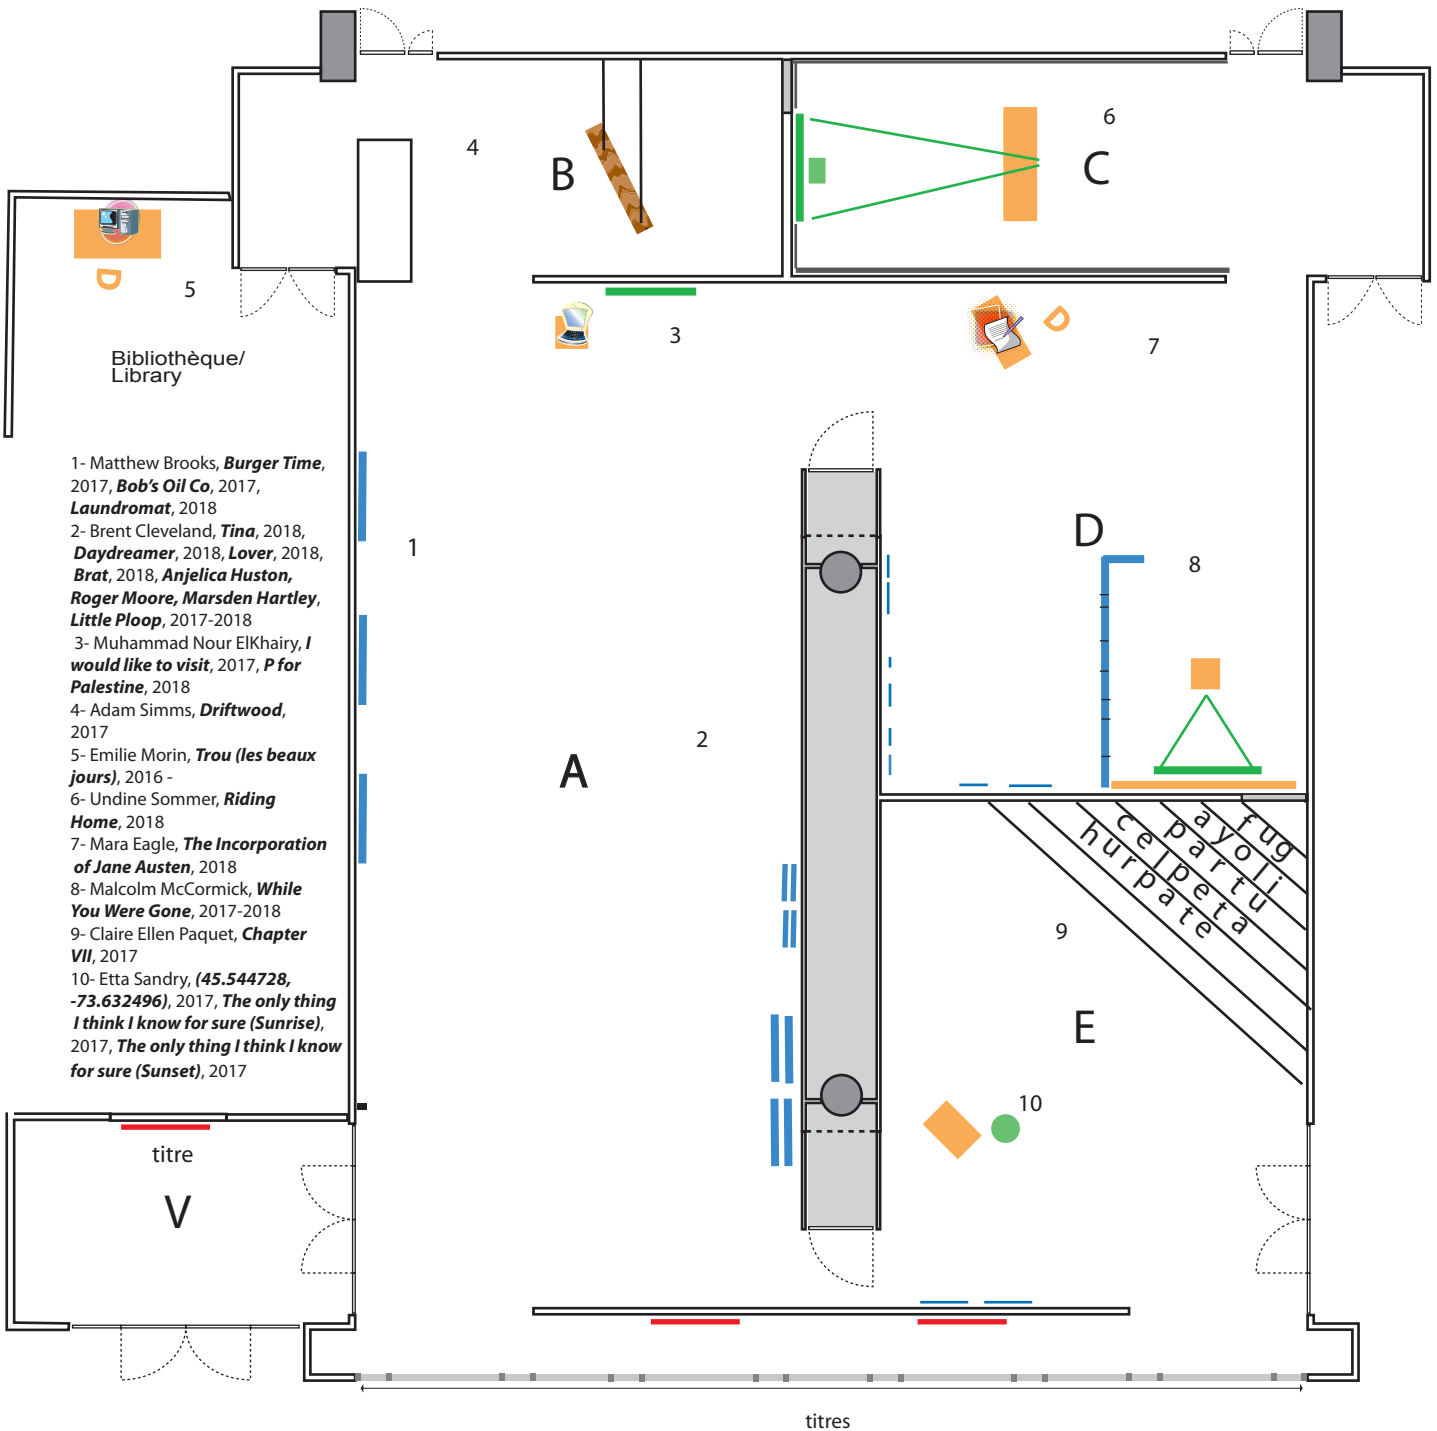 4
B
6
C
D
5
3
D
7
Bibliothèque/
Library
1- Matthew Brooks, Burger Time,
2017, Bob's Oil Co, 2017,
Laundromat, 2018
2- Brent Cleveland, Tina, 2018,
Daydreamer, 2018, Lover, 2018,
Brat, 2018, Anjelica Huston,
Roger Moore, Marsden Hartley,
Little Ploop, 2017-2018
3- Muhammad Nour ElKhairy, I
would like to visit, 2017, P for
Palestine, 2018
4- Adam Simms, Driftwood,
2017
5- Emilie Morin, Trou (les beaux
jours), 2016 -
6- Undine Sommer, Riding
Home, 2018
7- Mara Eagle, The Incorporation
of Jane Austen, 2018
8- Malcolm McCormick, While
You Were Gone, 2017-2018
9- Claire Ellen Paquet, Chapter
VII, 2017
10- Etta Sandry, (45.544728,
-73.632496), 2017, The only thing
I think I know for sure (Sunrise),
2017, The only thing I think I know
for sure (Sunset), 2017
1
D
8
2
A
fug
ayoli
partu
celpeta
hurpate
9
E
10
titre
V
titres